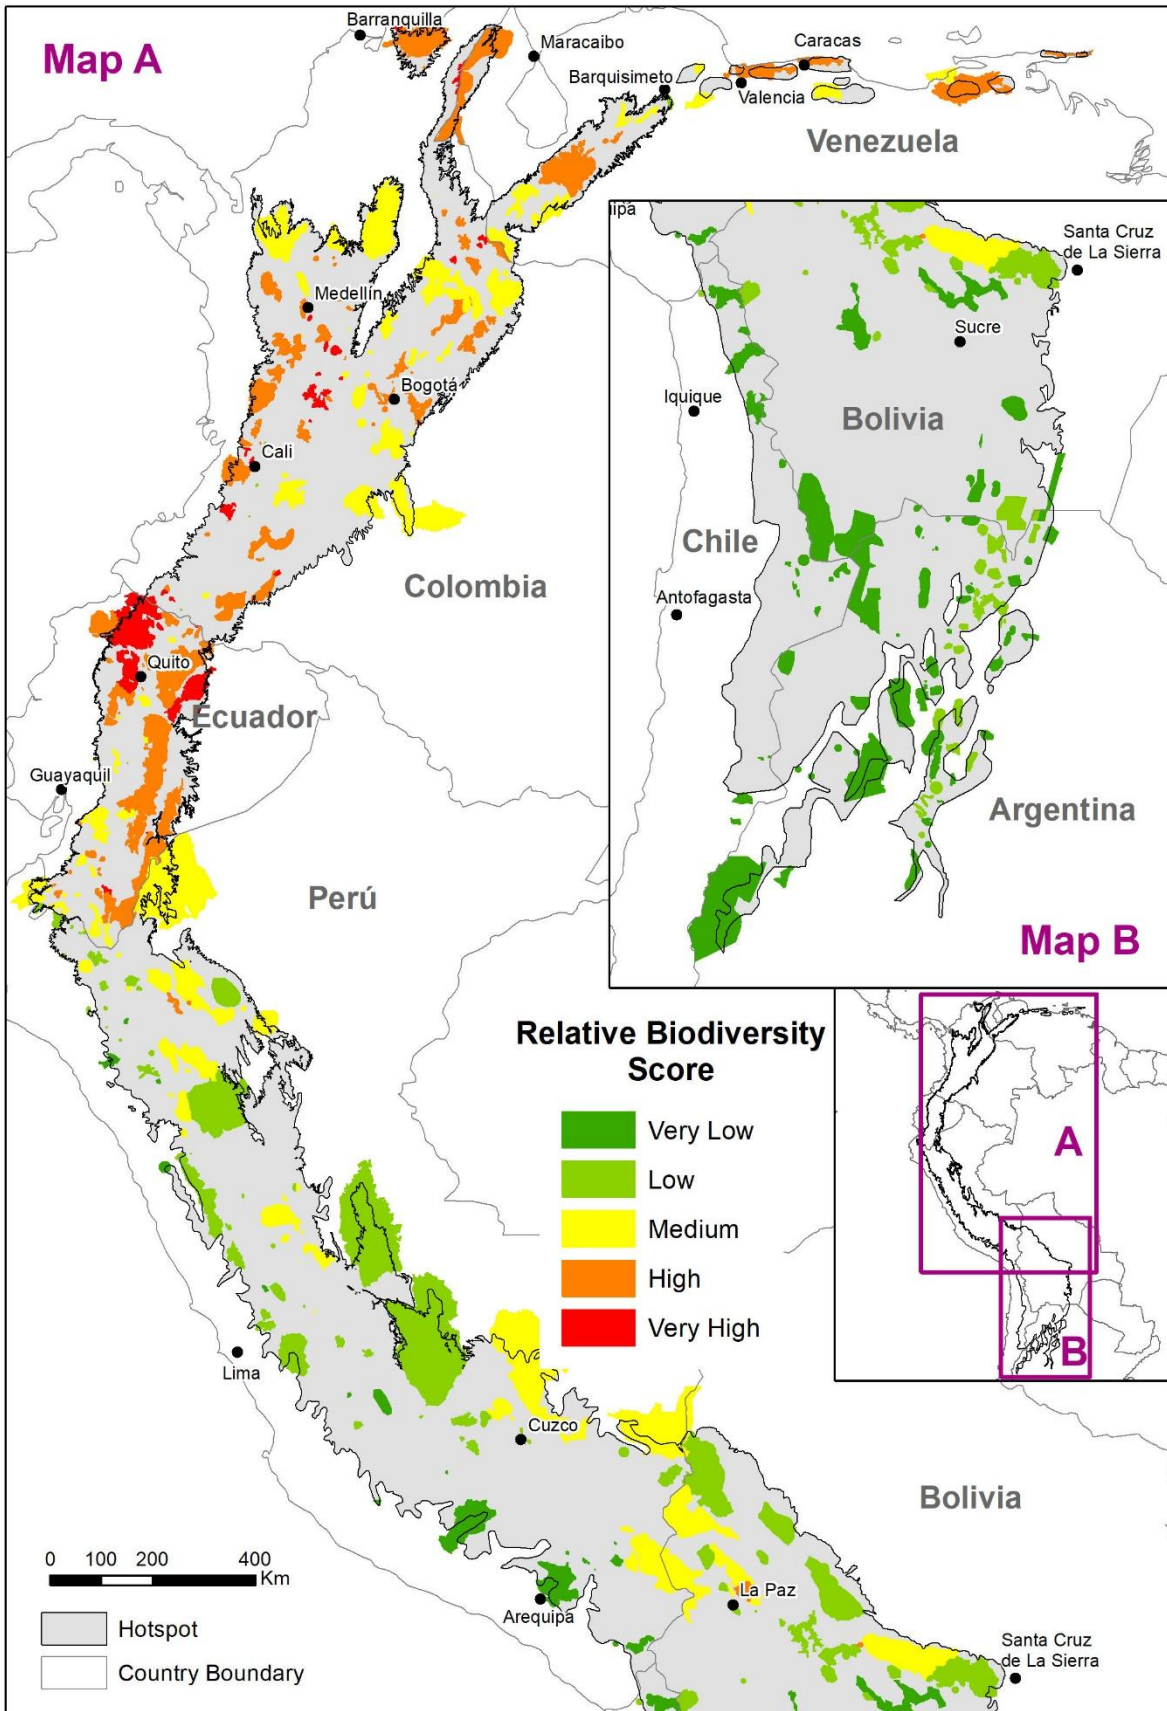 Map A
Barranquilla
Maracaibo
Caracas
Barquisimeto
Valencia
Venezuela
Medellín
Bogotá
Cali
Colombia
Quito
Ecuador
Guayaquil
Perú
uipa
Santa Cruz
de La Sierra
Sucre
Iquique
Bolivia
Chile
Antofagasta
Argentina
Map B
Relative Biodiversity
Score
Very Low
Low
Medium
High
Very High
A
B
Lima
Cuzco
Bolivia
La Paz
Arequipa
Santa Cruz
de La Sierra
0 100 200 400
Km
Hotspot
Country Boundary